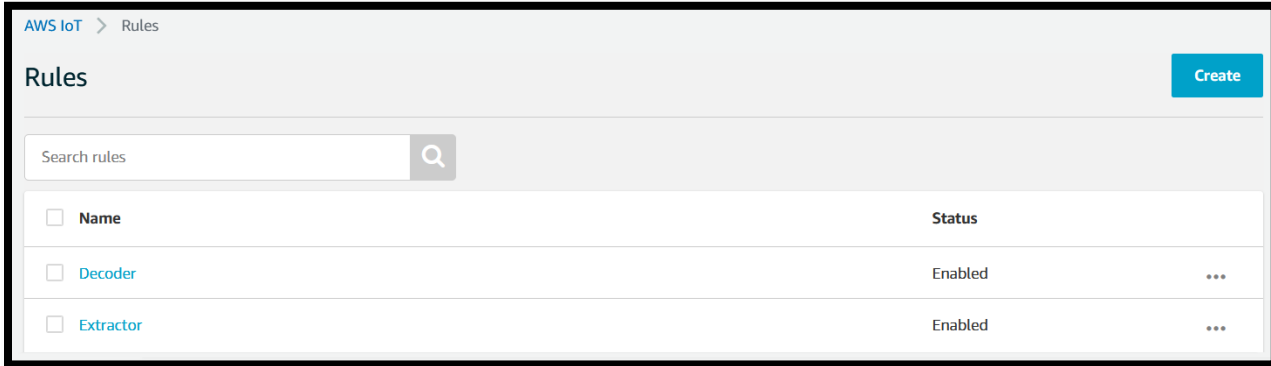 AWS IoT > Rules
Rules
Create
Search rules
Name Status
Decoder Enabled ...
Extractor Enabled ...